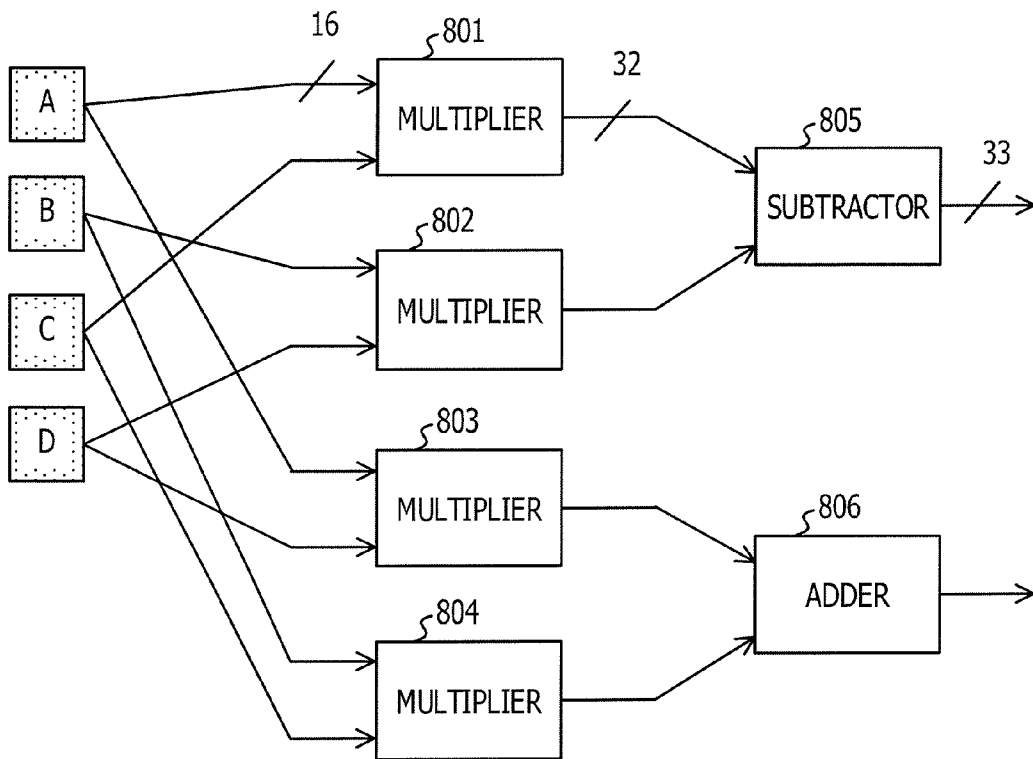 16
801
A
MULTIPLIER
32
805
33
B
SUBTRACTOR
802
C
MULTIPLIER
D
803
MULTIPLIER
806
ADDER
804
MULTIPLIER